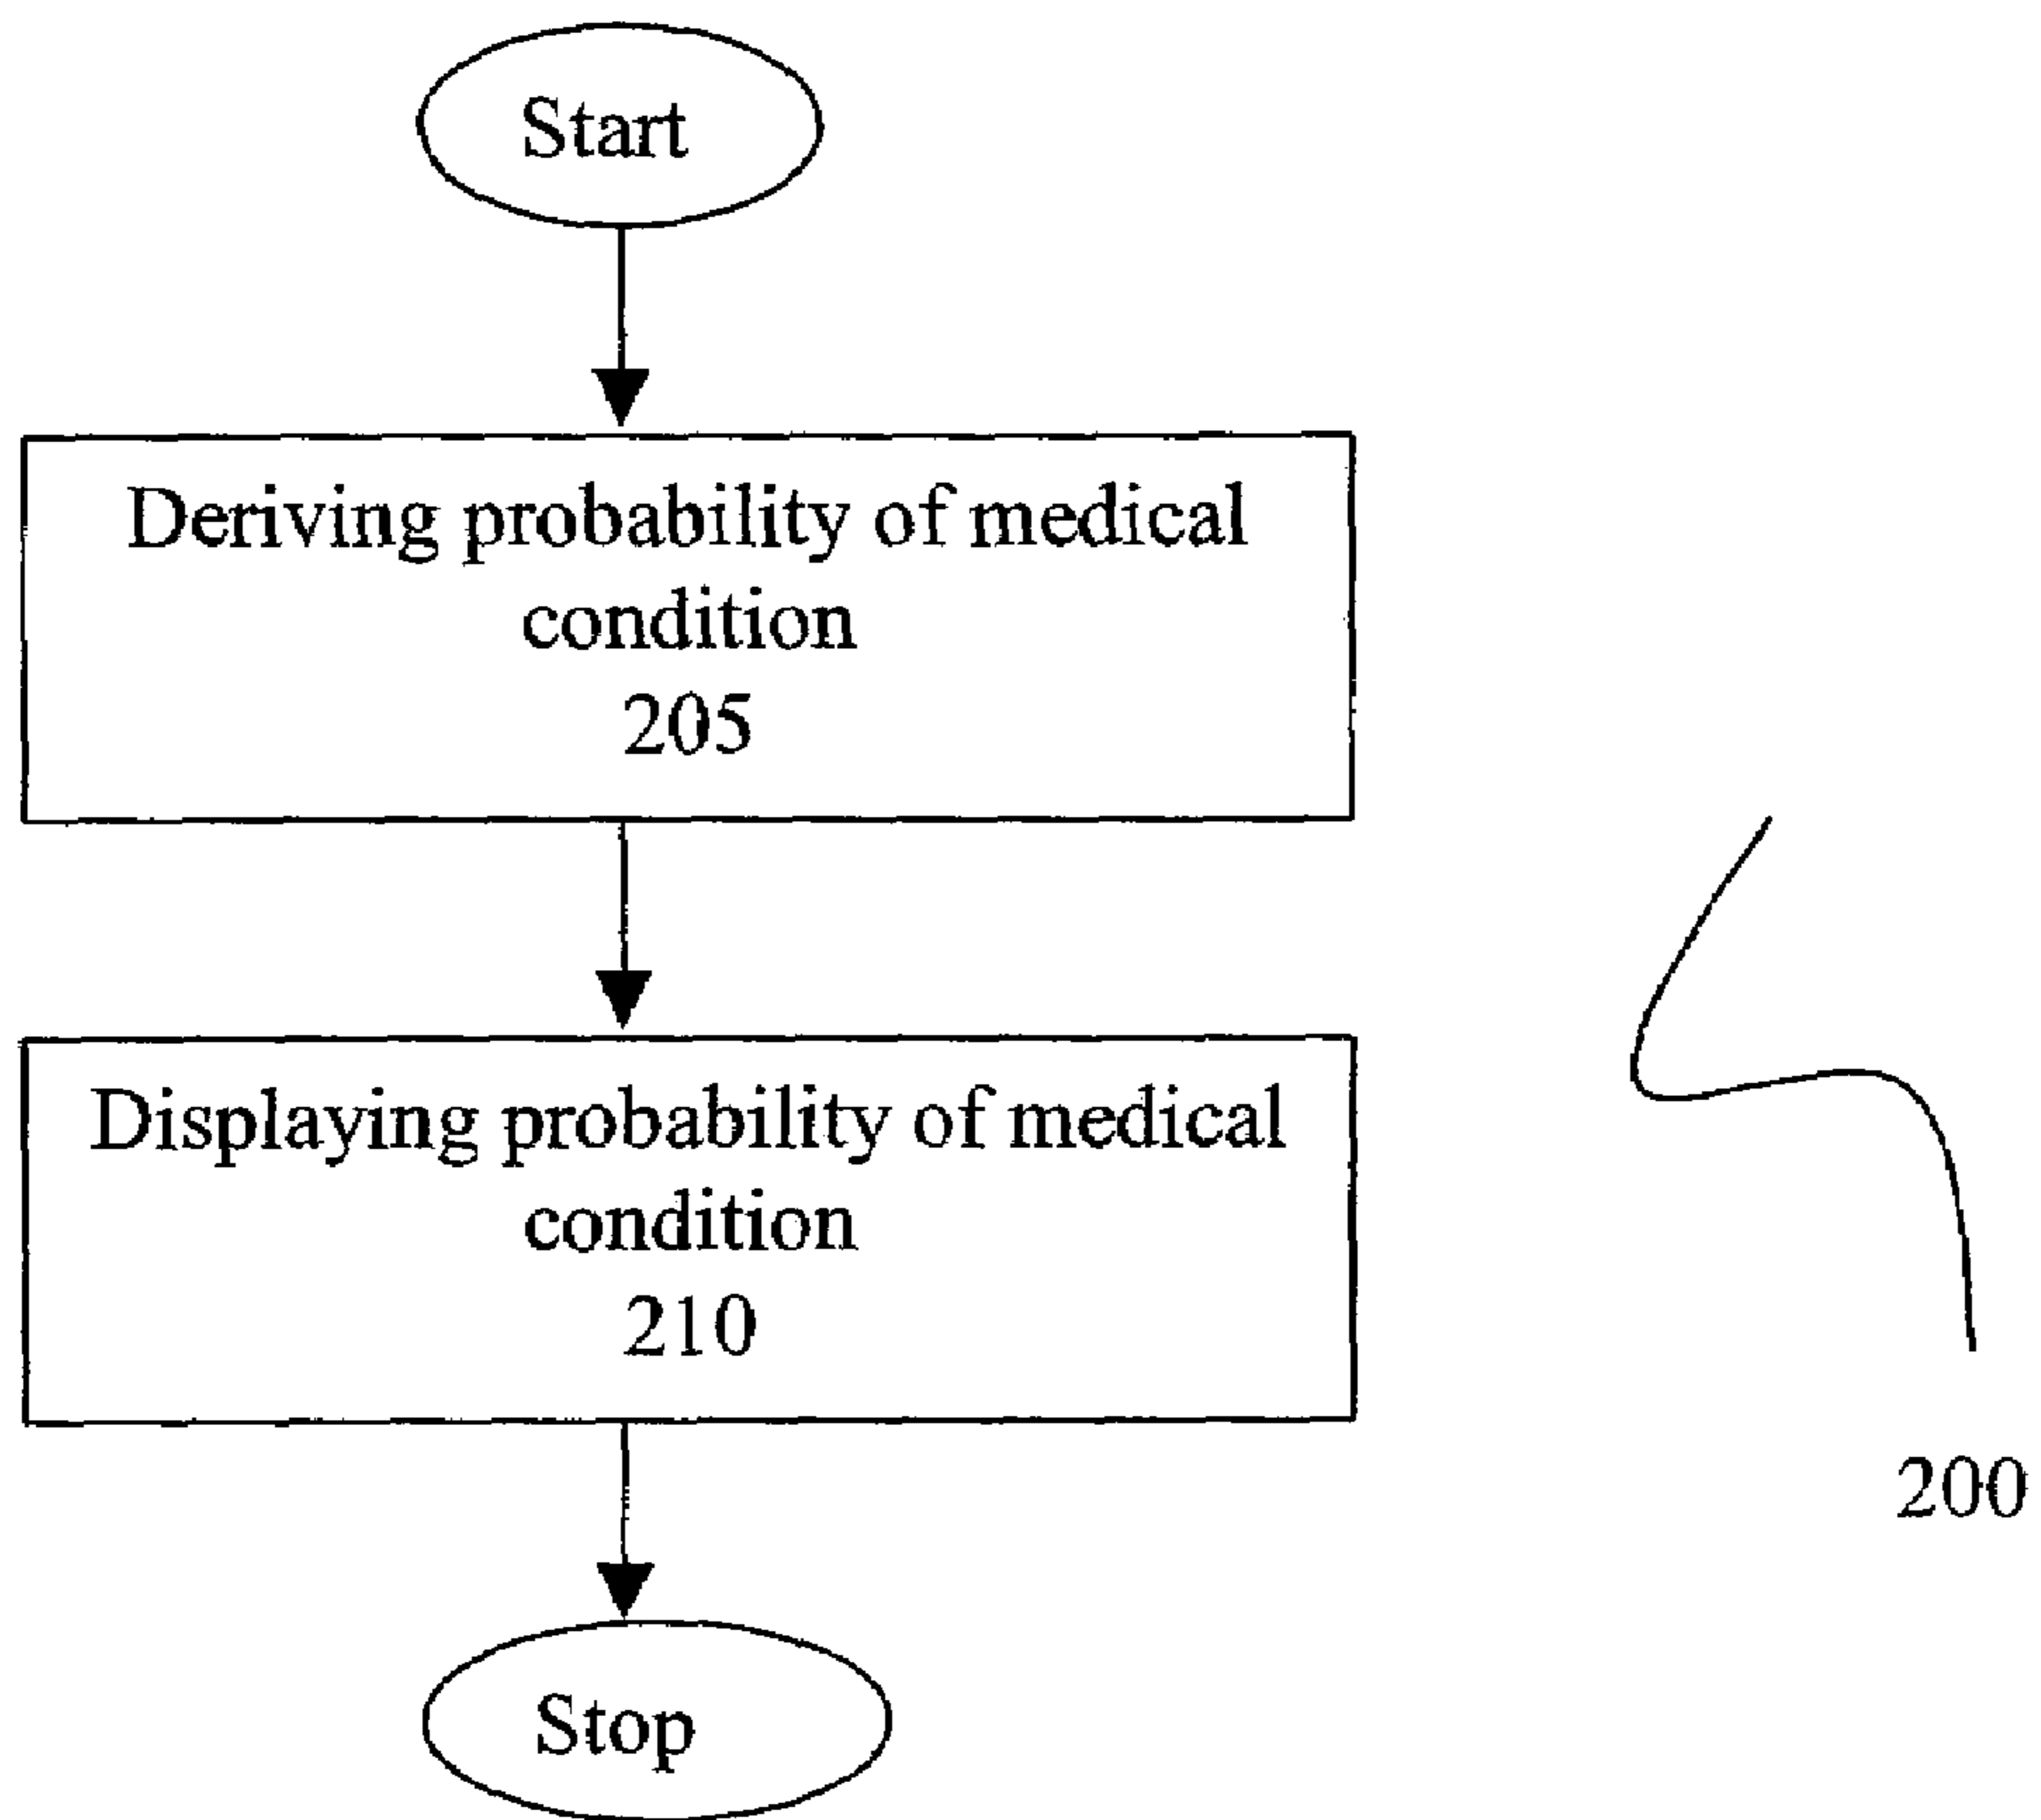 Start
Deriving probability of medical
condition
205
Displaying probability of medical
condition
210
200
Stop